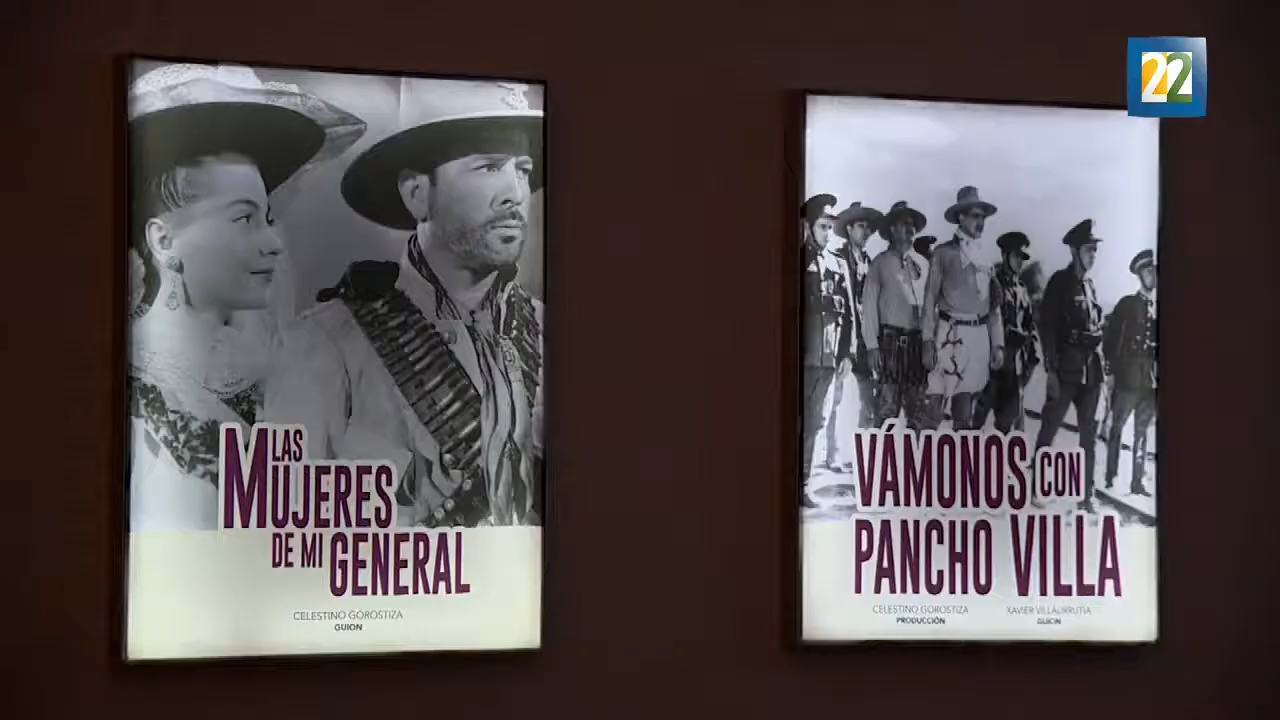 22
LAS
MUJERES
DE MI GENERAL
CELESTINO GOROSTIZA
GUION
VÁMONOS CON
PANCHO VILLA
CELESTINO GOROSTIZA
PRODUCCIÓN
XAVIER VILLAURRUTIA
GUION